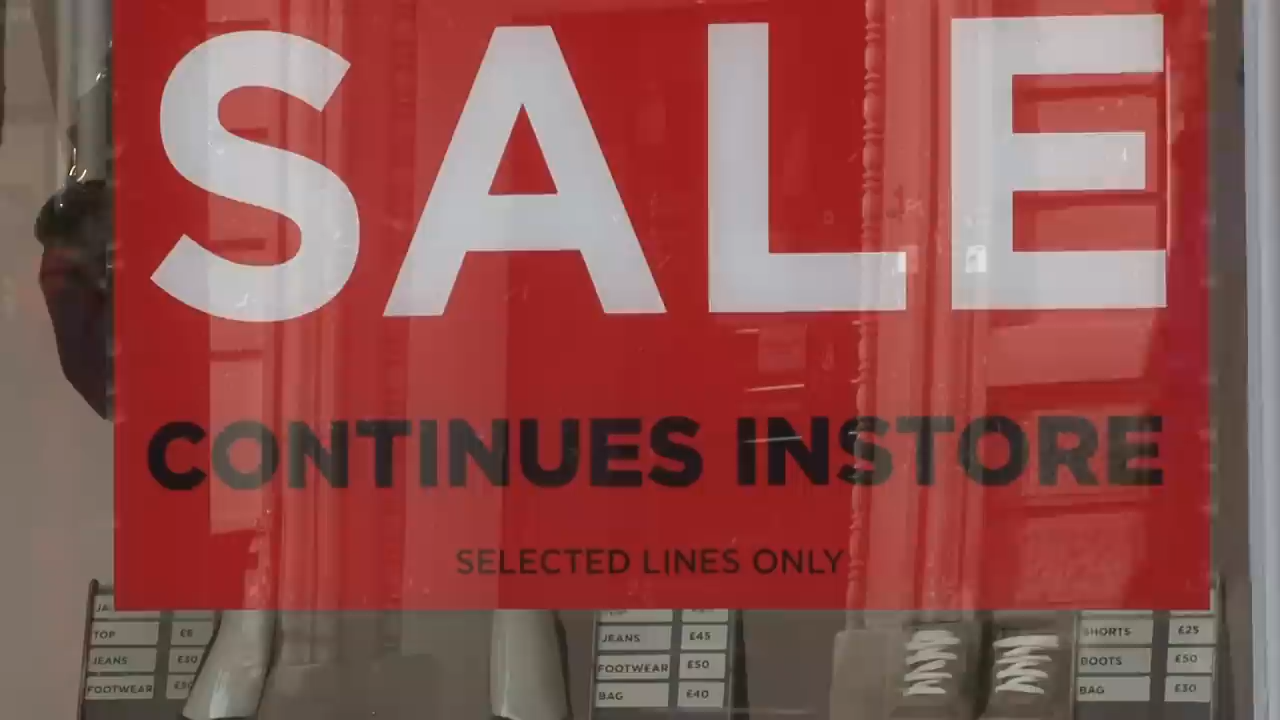 SALE
CONTINUES INSTORE
SELECTED LINES ONLY
TOP £5
JEANS £30
FOOTWEAR
JEANS £45
FOOTWEAR £50
BAG £40
SHORTS £25
BOOTS £50
BAG £30